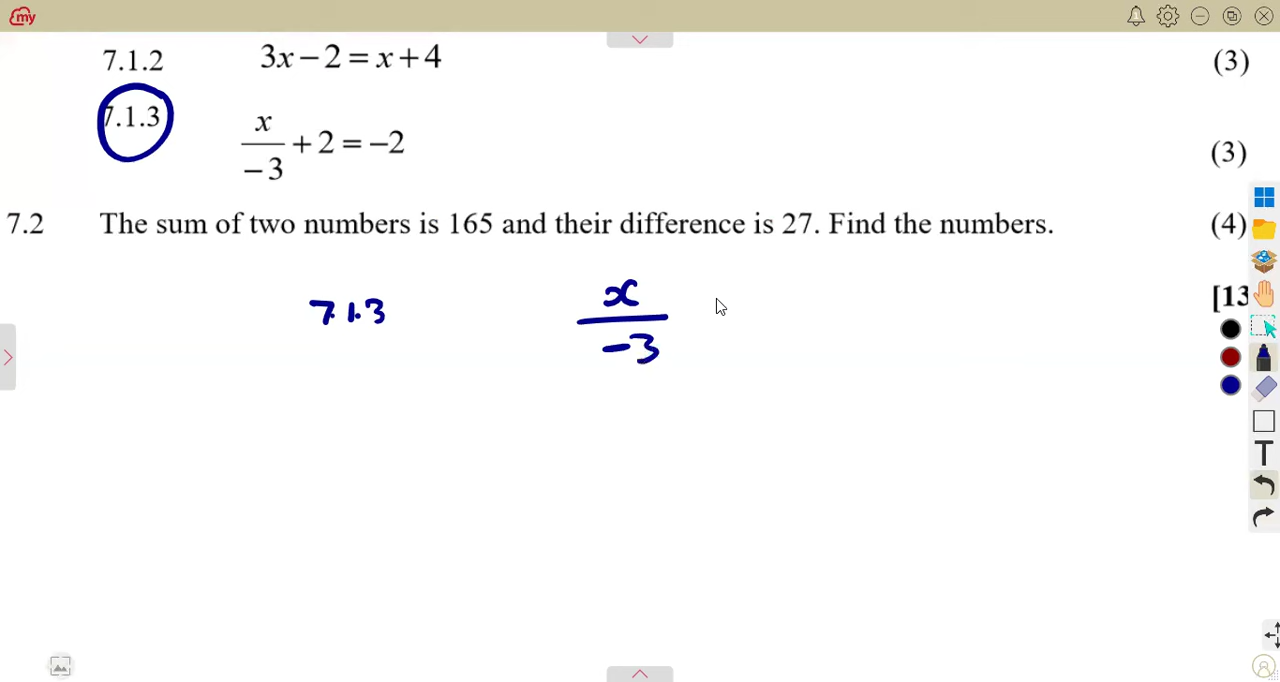 my
7.1.2 3x − 2 = x + 4 (3)
7.1.3 x/−3 + 2 = −2 (3)
7.2 The sum of two numbers is 165 and their difference is 27. Find the numbers. (4)
[13
7.1.3 x/−3
T